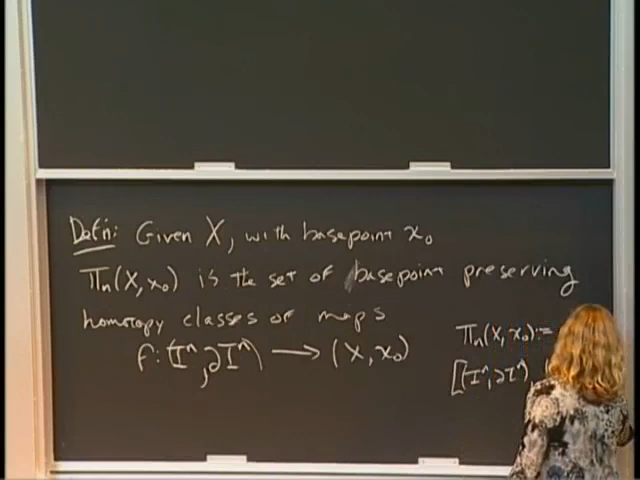 Defn: Given X, with basepoint x₀
Πn(X, x₀) is the set of basepoint preserving
homotopy classes of maps
f: (Iⁿ, ∂Iⁿ) ⟶ (X, x₀)
Πn(X, x₀) :=
[(Iⁿ, ∂Iⁿ),